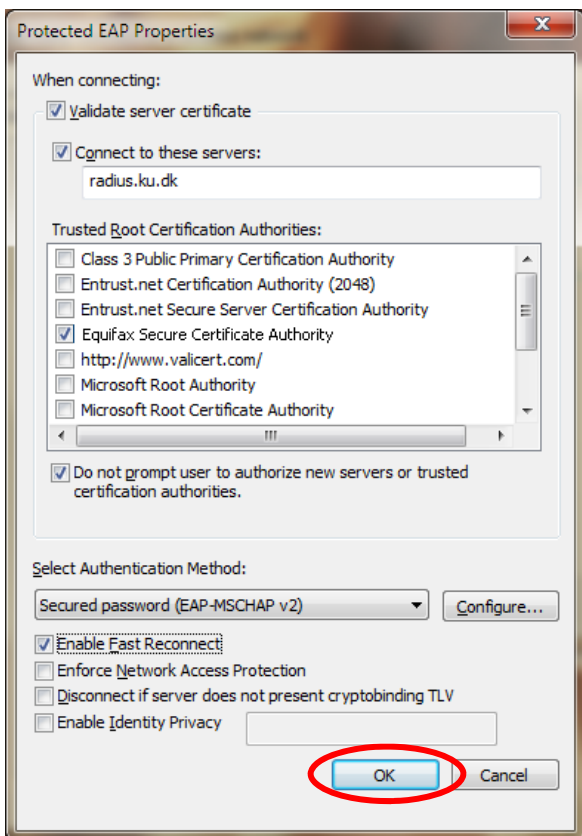 Protected EAP Properties
When connecting:
Validate server certificate
Connect to these servers:
radius.ku.dk
Trusted Root Certification Authorities:
Class 3 Public Primary Certification Authority
Entrust.net Certification Authority (2048)
Entrust.net Secure Server Certification Authority
Equifax Secure Certificate Authority
http://www.valicert.com/
Microsoft Root Authority
Microsoft Root Certificate Authority
Do not prompt user to authorize new servers or trusted
certification authorities.
Select Authentication Method:
Secured password (EAP-MSCHAP v2)
Configure...
Enable Fast Reconnect
Enforce Network Access Protection
Disconnect if server does not present cryptobinding TLV
Enable Identity Privacy
OK
Cancel